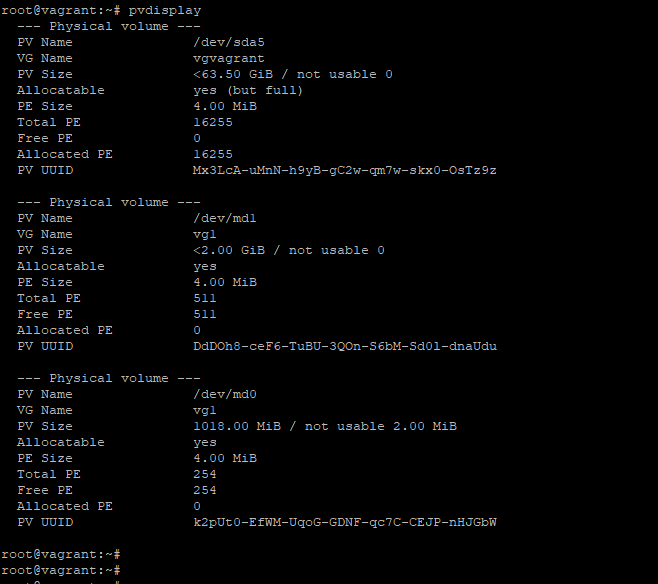 root@vagrant:~# pvdisplay
  --- Physical volume ---
  PV Name               /dev/sda5
  VG Name               vgvagrant
  PV Size               <63.50 GiB / not usable 0
  Allocatable           yes (but full)
  PE Size               4.00 MiB
  Total PE              16255
  Free PE               0
  Allocated PE          16255
  PV UUID               Mx3LcA-uMnN-h9yB-gC2w-qm7w-skx0-OsTz9z

  --- Physical volume ---
  PV Name               /dev/md1
  VG Name               vg1
  PV Size               <2.00 GiB / not usable 0
  Allocatable           yes
  PE Size               4.00 MiB
  Total PE              511
  Free PE               511
  Allocated PE          0
  PV UUID               DdDOh8-ceF6-TuBU-3QOn-S6bM-Sd0l-dnaUdu

  --- Physical volume ---
  PV Name               /dev/md0
  VG Name               vg1
  PV Size               1018.00 MiB / not usable 2.00 MiB
  Allocatable           yes
  PE Size               4.00 MiB
  Total PE              254
  Free PE               254
  Allocated PE          0
  PV UUID               k2pUt0-EfWM-UqoG-GDNF-qc7C-CEJP-nHJGbW

root@vagrant:~#
root@vagrant:~#
root@vagrant:~#